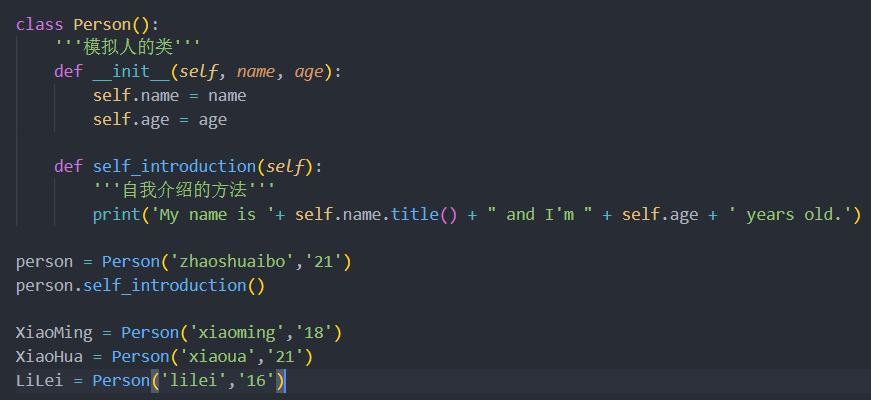 class Person():
    '''模拟人的类'''
    def __init__(self, name, age):
        self.name = name
        self.age = age
    def self_introduction(self):
        '''自我介绍的方法'''
        print('My name is '+ self.name.title() + " and I'm " + self.age + ' years old.')
person = Person('zhaoshuaibo','21')
person.self_introduction()
XiaoMing = Person('xiaoming','18')
XiaoHua = Person('xiaoua','21')
LiLei = Person('lilei','16')